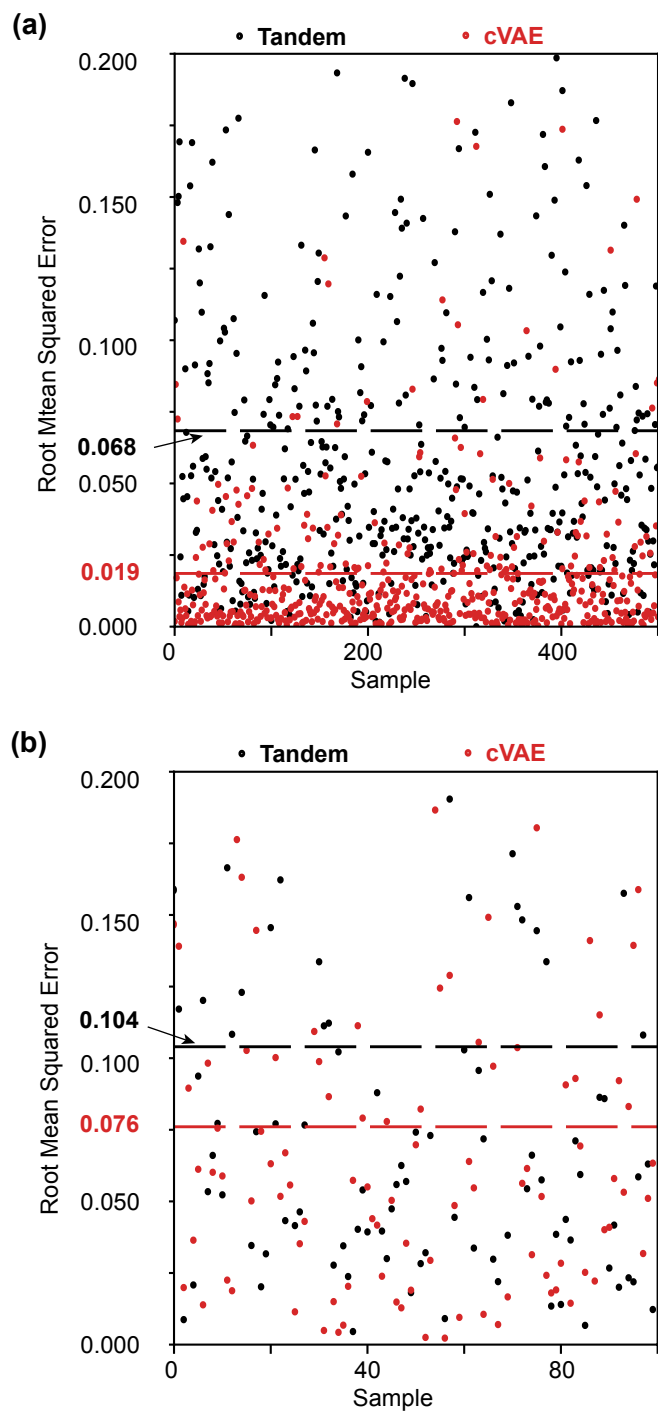 (a)
Tandem cVAE
0.200
0.150
0.100
0.068
0.050
0.019
0.000
Root Mtean Squared Error
0 200 400
Sample
(b)
Tandem cVAE
0.200
0.150
0.104
0.100
0.076
0.050
0.000
Root Mean Squared Error
0 40 80
Sample